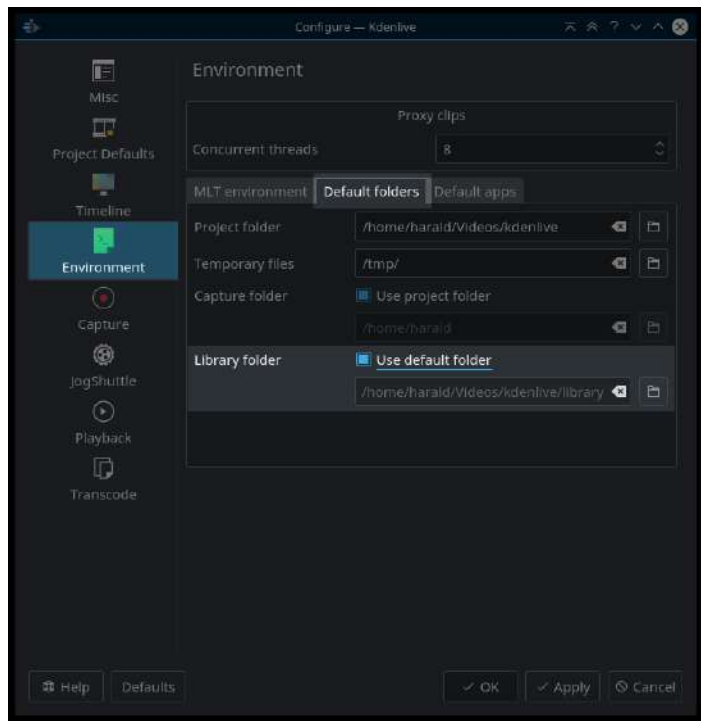 Configure — Kdenlive
Misc
Project Defaults
Timeline
Environment
Capture
JogShuttle
Playback
Transcode
Environment
Proxy clips
Concurrent threads 8
MLT environment Default folders Default apps
Project folder /home/harald/Videos/kdenlive
Temporary files /tmp/
Capture folder Use project folder
/home/harald
Library folder Use default folder
/home/harald/Videos/kdenlive/library
Help Defaults OK Apply Cancel